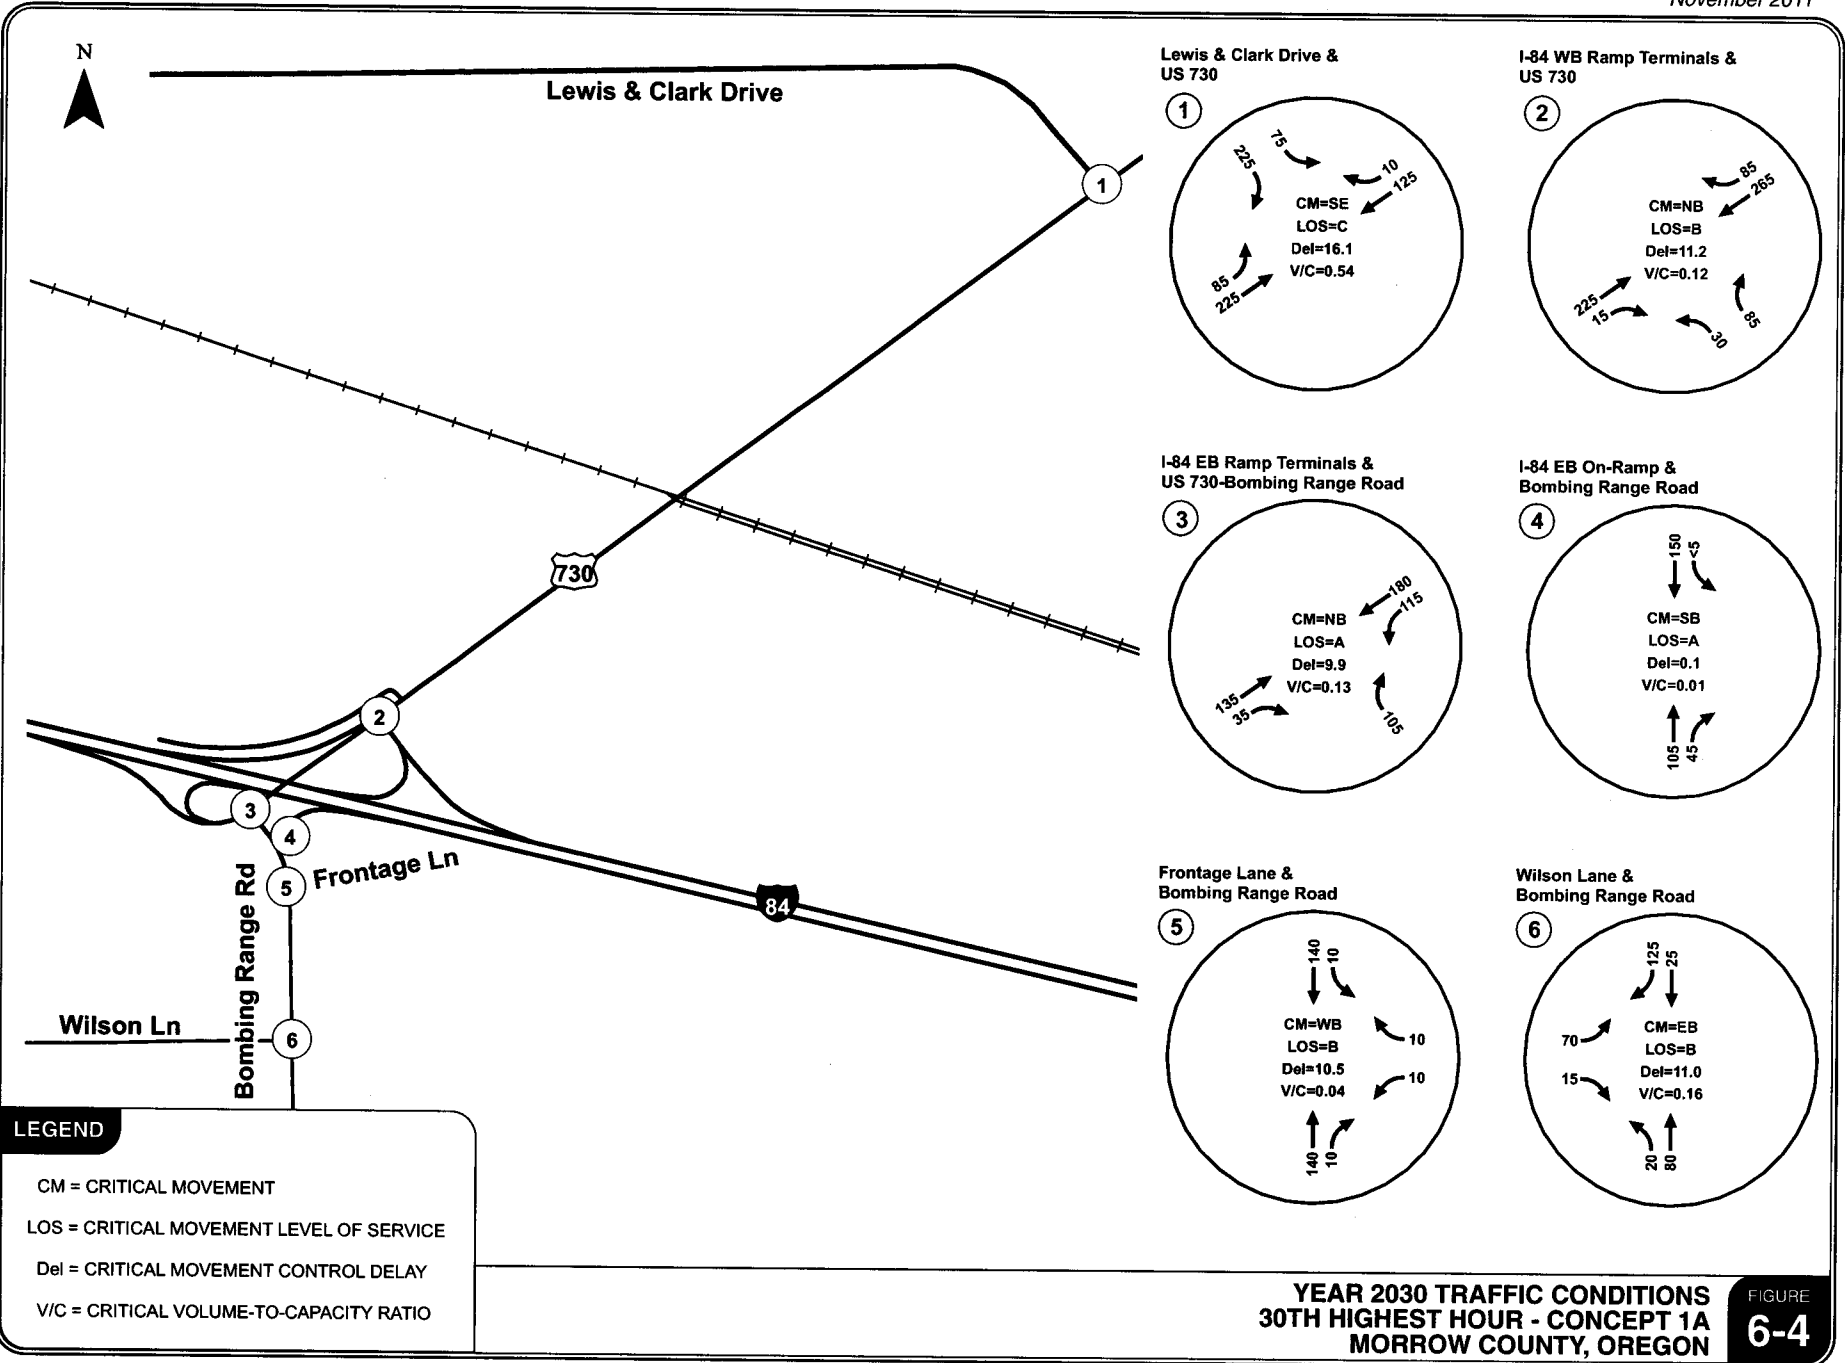 November 2011
N
Lewis & Clark Drive
1
730
2
3
4
5
Frontage Ln
84
Bombing Range Rd
Wilson Ln
6
Lewis & Clark Drive &
US 730
1
75
225
10
125
CM=SE
LOS=C
Del=16.1
V/C=0.54
85
225
I-84 WB Ramp Terminals &
US 730
2
85
265
CM=NB
LOS=B
Del=11.2
V/C=0.12
225
15
30
85
I-84 EB Ramp Terminals &
US 730-Bombing Range Road
3
180
115
CM=NB
LOS=A
Del=9.9
V/C=0.13
135
35
105
I-84 EB On-Ramp &
Bombing Range Road
4
150
<5
CM=SB
LOS=A
Del=0.1
V/C=0.01
105
45
Frontage Lane &
Bombing Range Road
5
140
10
CM=WB
LOS=B
Del=10.5
V/C=0.04
10
10
140
10
Wilson Lane &
Bombing Range Road
6
125
25
CM=EB
LOS=B
Del=11.0
V/C=0.16
70
15
20
80
LEGEND
CM = CRITICAL MOVEMENT
LOS = CRITICAL MOVEMENT LEVEL OF SERVICE
Del = CRITICAL MOVEMENT CONTROL DELAY
V/C = CRITICAL VOLUME-TO-CAPACITY RATIO
YEAR 2030 TRAFFIC CONDITIONS
30TH HIGHEST HOUR - CONCEPT 1A
MORROW COUNTY, OREGON
FIGURE
6-4